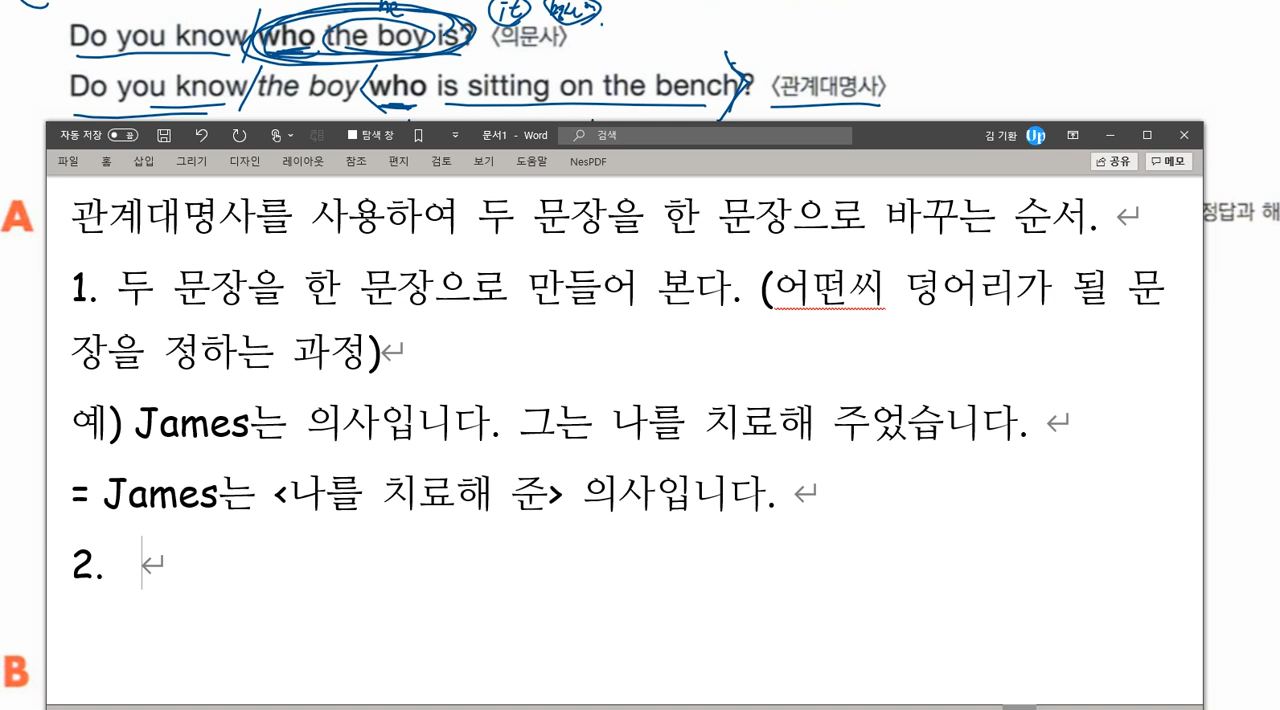 he
it
Do you know who the boy is? <의문사>
Do you know the boy who is sitting on the bench? <관계대명사>
자동 저장 문서1 - Word 검색 김 기환 Up
파일 홈 삽입 그리기 디자인 레이아웃 참조 편지 검토 보기 도움말 NesPDF 공유 메모
탐색 창
A
관계대명사를 사용하여 두 문장을 한 문장으로 바꾸는 순서.
정답과 해
1. 두 문장을 한 문장으로 만들어 본다. (어떤씨 덩어리가 될 문
장을 정하는 과정)
예) James는 의사입니다. 그는 나를 치료해 주었습니다.
= James는 <나를 치료해 준> 의사입니다.
2.
B